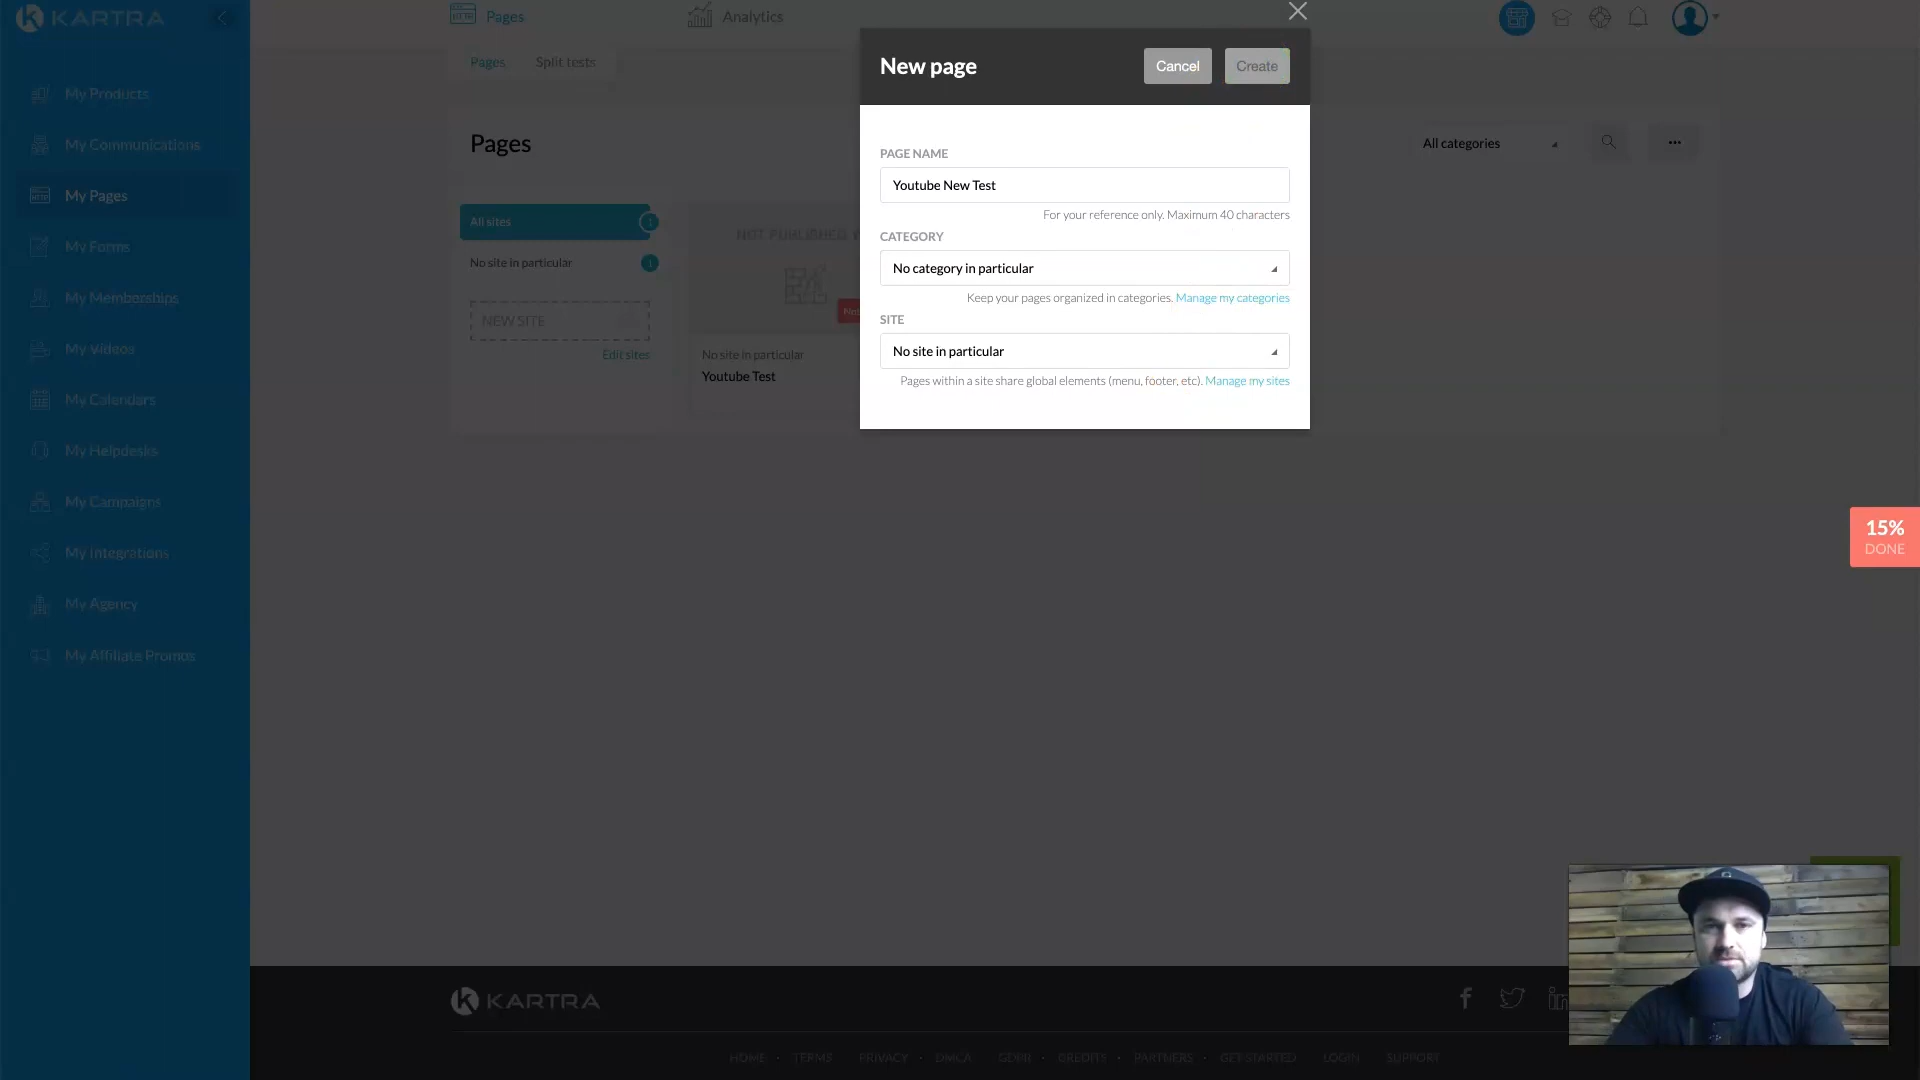 KARTRA
Pages
Analytics
Pages
Split tests
New page
Cancel
Create
My Products
My Communications
My Pages
My Forms
My Memberships
My Videos
My Calendars
My Helpdesks
My Campaigns
My Integrations
My Agency
My Affiliate Promos
Pages
All categories
All sites
1
No site in particular
1
NEW SITE
Edit sites
NOT PUBLISHED
No site in particular
Youtube Test
PAGE NAME
Youtube New Test
For your reference only. Maximum 40 characters
CATEGORY
No category in particular
Keep your pages organized in categories. Manage my categories
SITE
No site in particular
Pages within a site share global elements (menu, footer, etc). Manage my sites
15%
DONE
KARTRA
HOME · TERMS · PRIVACY · DMCA · GDPR · CREDITS · PARTNERS · GET STARTED · LOGIN · SUPPORT